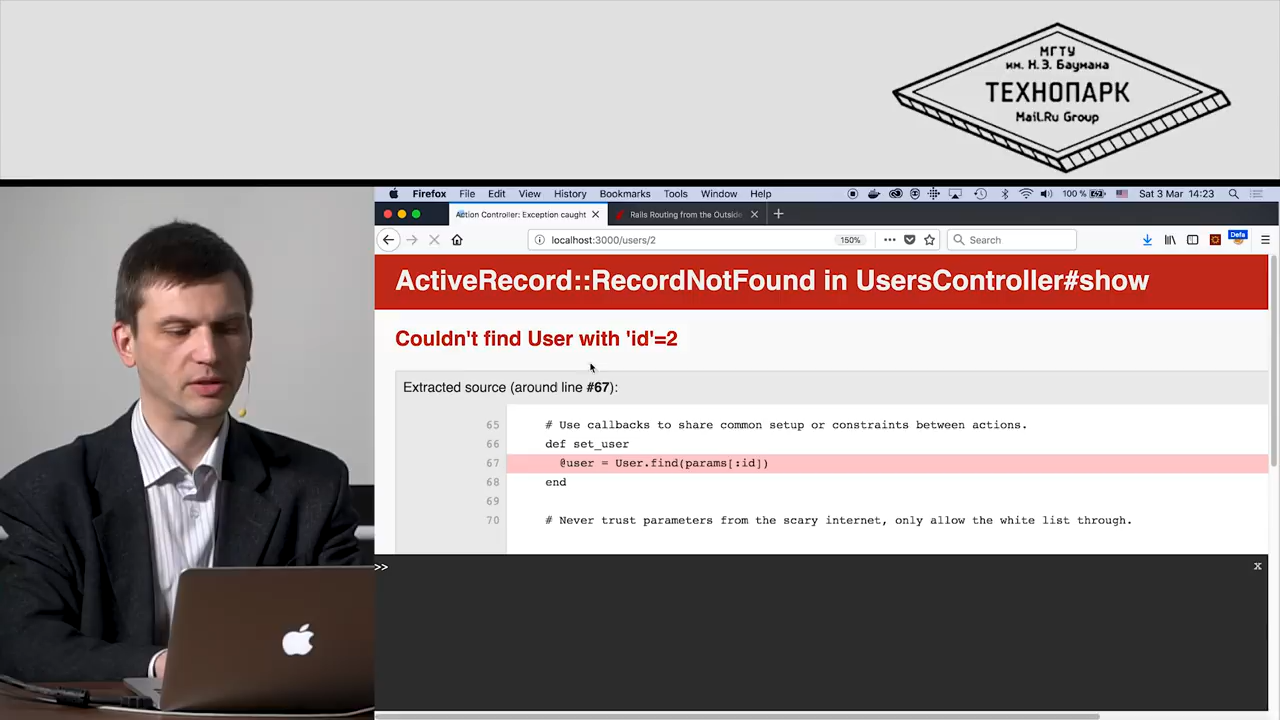 МГТУ
им. Н.Э. Баумана
ТЕХНОПАРК
Mail.Ru Group
Firefox File Edit View History Bookmarks Tools Window Help 100 % Sat 3 Mar 14:23
Action Controller: Exception caught Rails Routing from the Outside
localhost:3000/users/2 150% Search Defa
ActiveRecord::RecordNotFound in UsersController#show
Couldn't find User with 'id'=2
Extracted source (around line #67):
65 # Use callbacks to share common setup or constraints between actions.
66 def set_user
67 @user = User.find(params[:id])
68 end
69
70 # Never trust parameters from the scary internet, only allow the white list through.
>> x